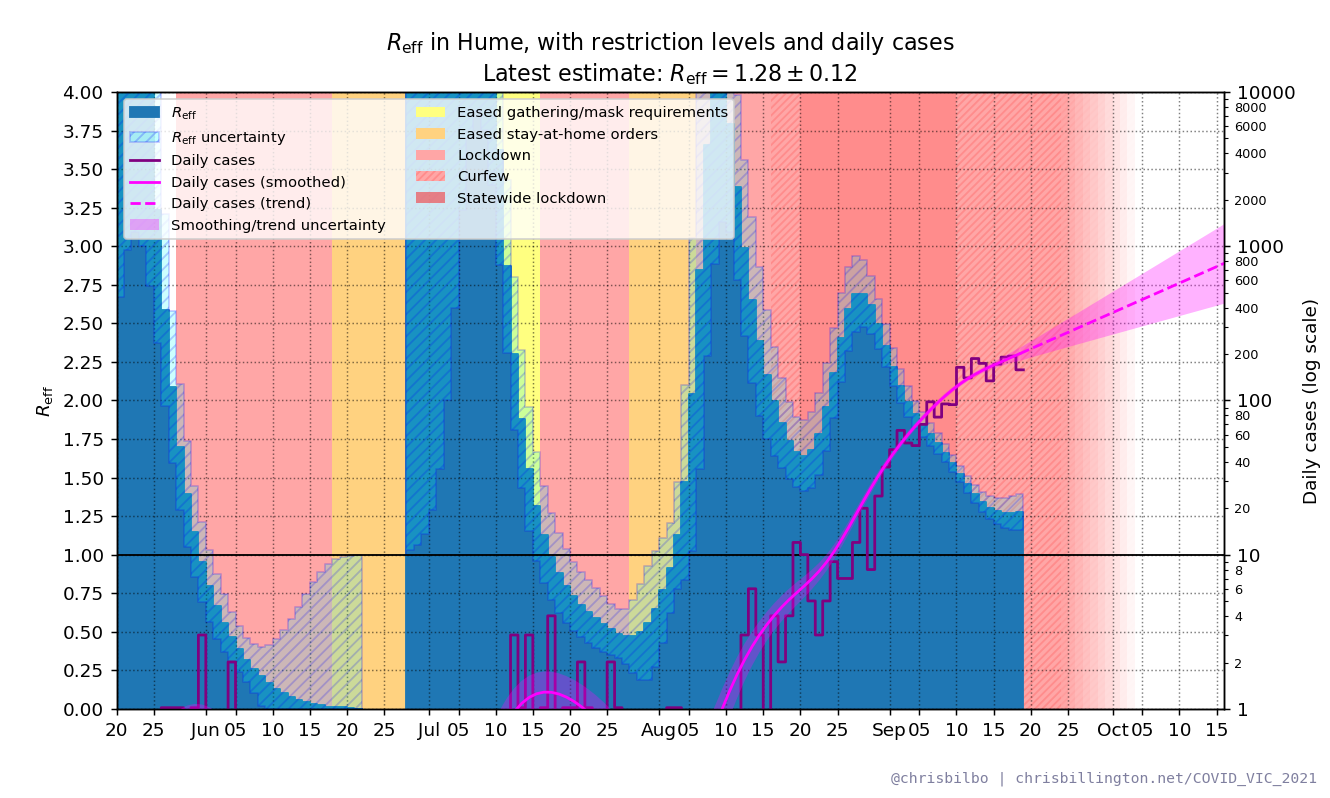 Reff in Hume, with restriction levels and daily cases
Latest estimate: Reff = 1.28 ± 0.12
4.00
3.75
3.50
3.25
3.00
2.75
2.50
2.25
2.00
1.75
1.50
1.25
1.00
0.75
0.50
0.25
0.00
Reff
Reff
Reff uncertainty
Daily cases
Daily cases (smoothed)
Daily cases (trend)
Smoothing/trend uncertainty
Eased gathering/mask requirements
Eased stay-at-home orders
Lockdown
Curfew
Statewide lockdown
10000
8000
6000
4000
2000
1000
800
600
400
200
100
80
60
40
20
10
8
6
4
2
1
Daily cases (log scale)
20 25 Jun 05 10 15 20 25 Jul 05 10 15 20 25 Aug 05 10 15 20 25 Sep 05 10 15 20 25 Oct 05 10 15
@chrisbilbo | chrisbillington.net/COVID_VIC_2021